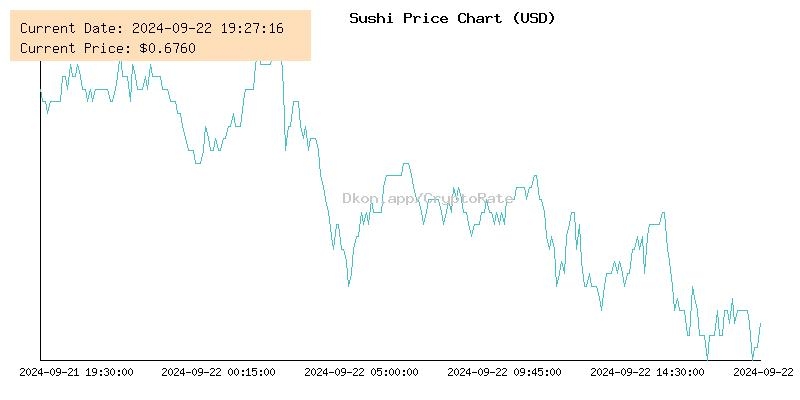 Sushi Price Chart (USD)
Current Date: 2024-09-22 19:27:16
Current Price: $0.6760
Dkon.app/CryptoRate
2024-09-21 19:30:00 2024-09-22 00:15:00 2024-09-22 05:00:00 2024-09-22 09:45:00 2024-09-22 14:30:00 2024-09-22